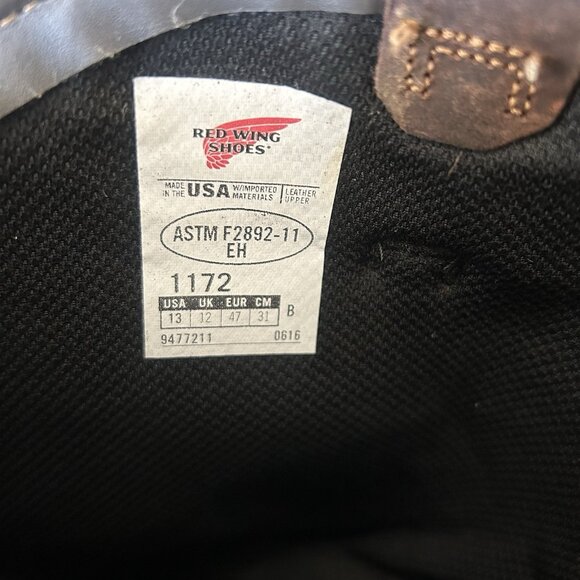 RED WING
SHOES
MADE IN THE USA W/IMPORTED MATERIALS LEATHER UPPER
ASTM F2892-11
EH
1172
USA UK EUR CM
13 12 47 31 B
9477211 0616